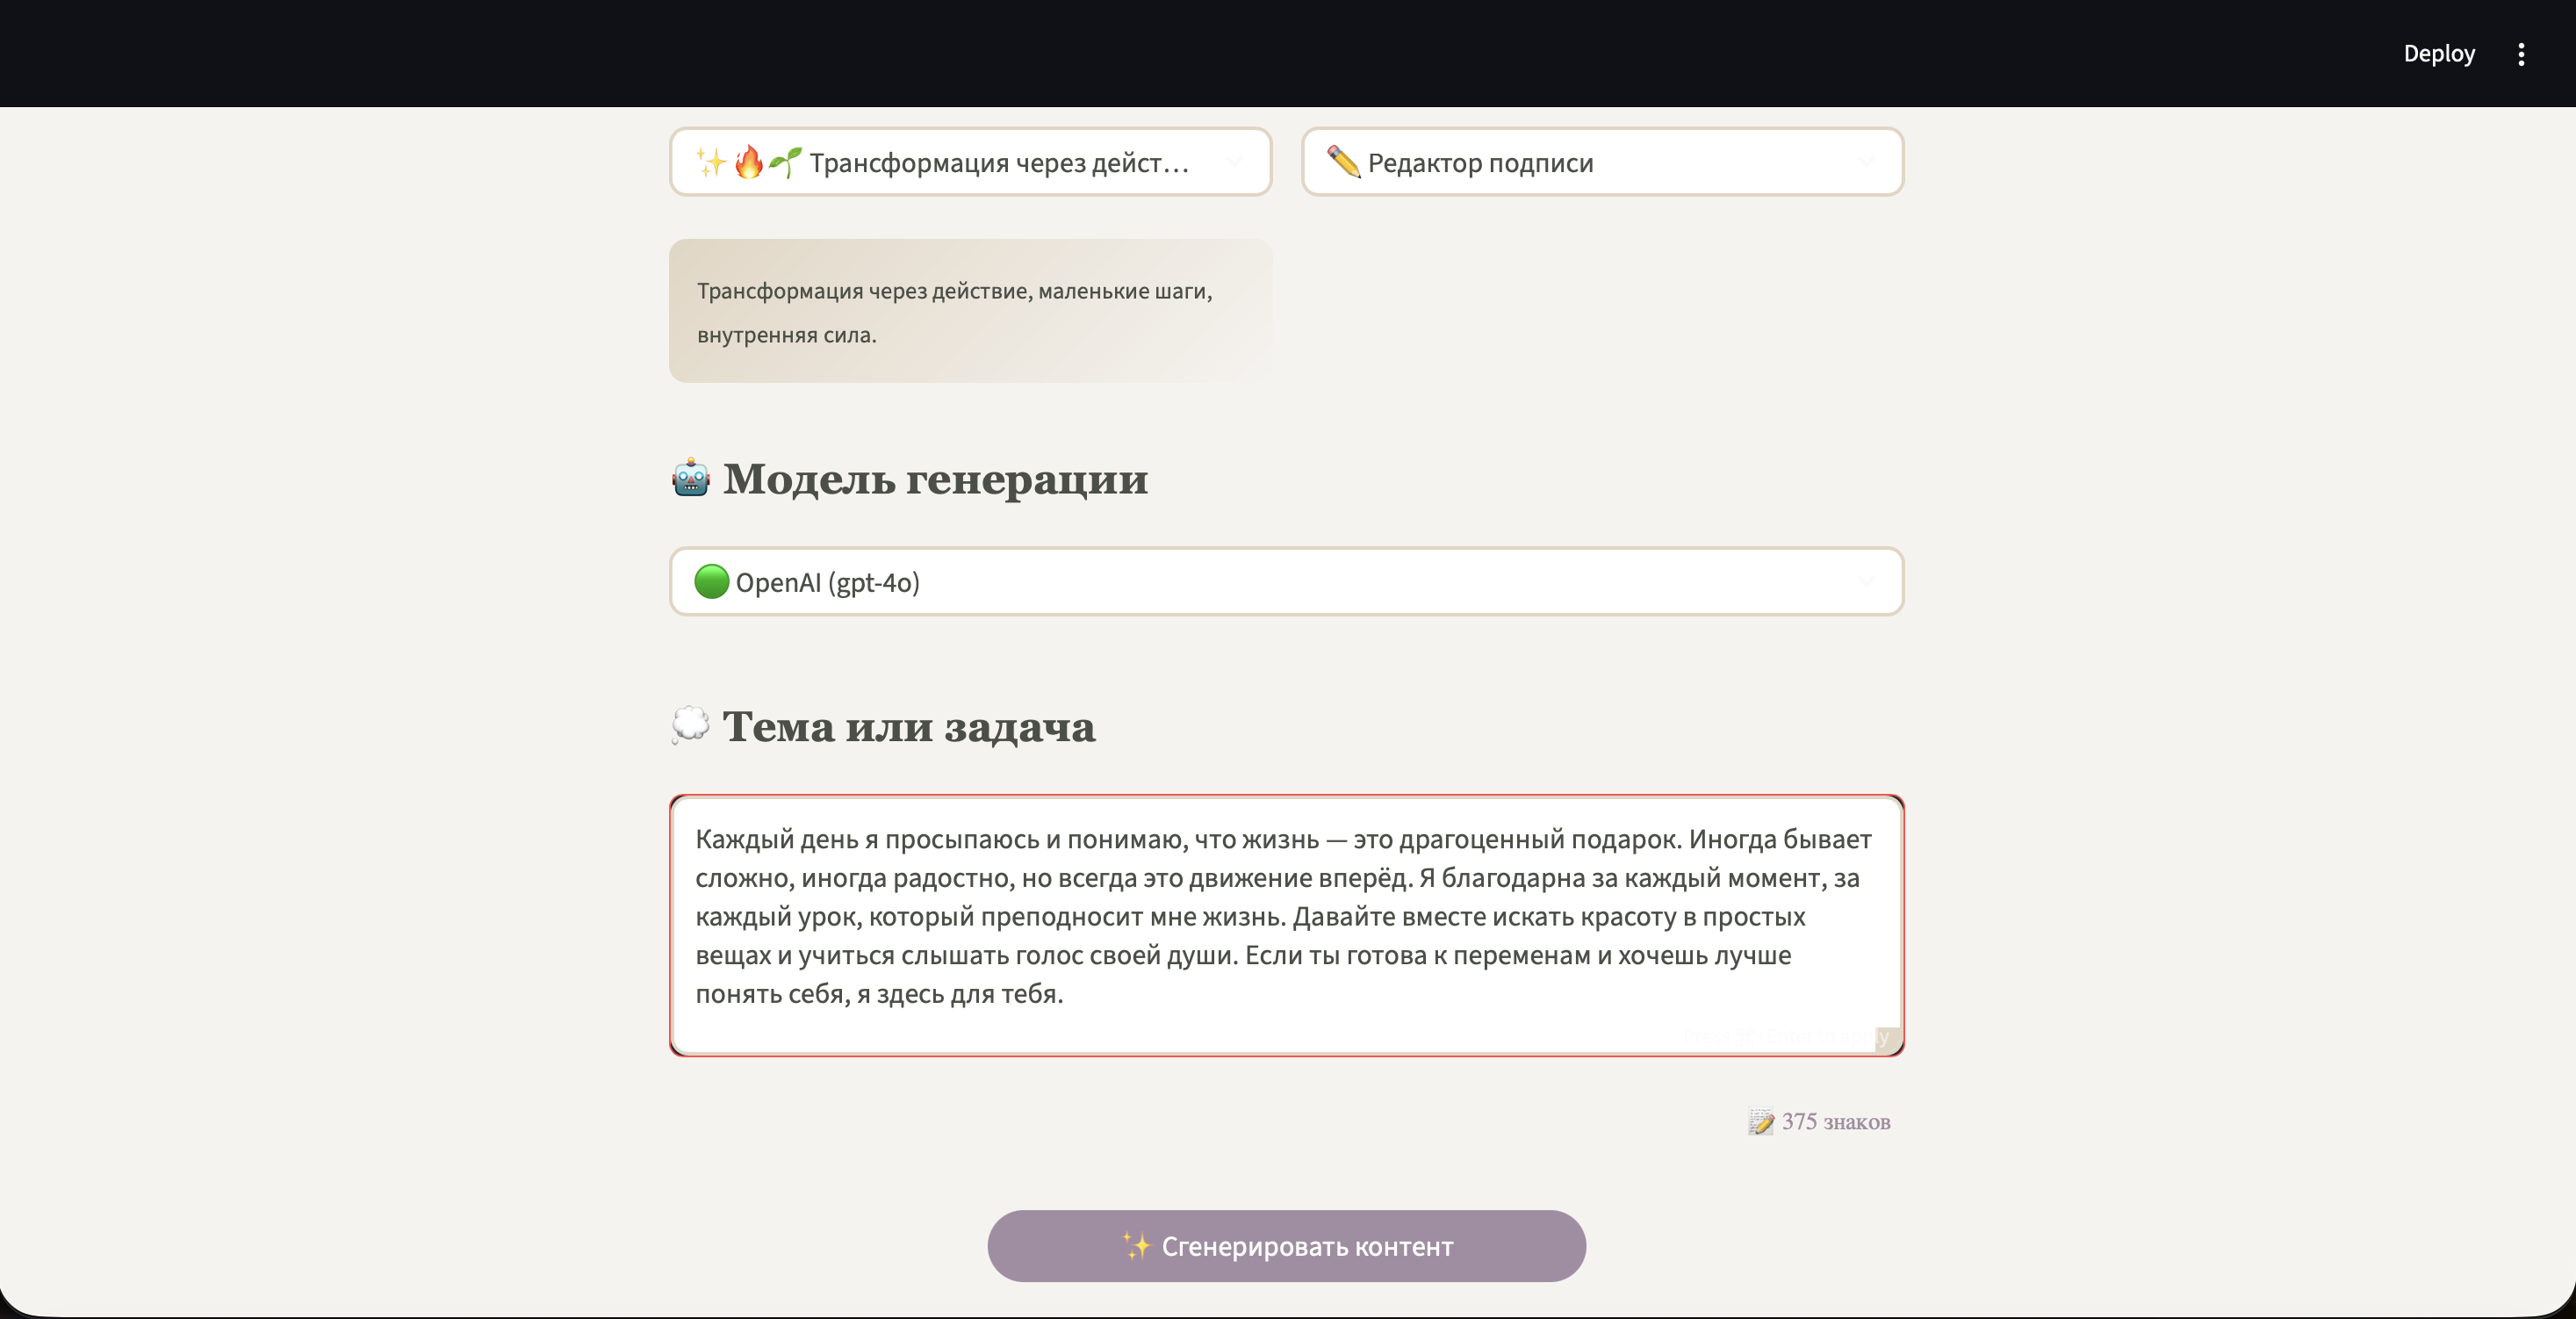 Deploy
✨🔥🌱 Трансформация через дейст...
✏️ Редактор подписи
Трансформация через действие, маленькие шаги,
внутренняя сила.
🤖 Модель генерации
🟢 OpenAI (gpt-4o)
💭 Тема или задача
Каждый день я просыпаюсь и понимаю, что жизнь — это драгоценный подарок. Иногда бывает
сложно, иногда радостно, но всегда это движение вперёд. Я благодарна за каждый момент, за
каждый урок, который преподносит мне жизнь. Давайте вместе искать красоту в простых
вещах и учиться слышать голос своей души. Если ты готова к переменам и хочешь лучше
понять себя, я здесь для тебя.
📝 375 знаков
✨ Сгенерировать контент